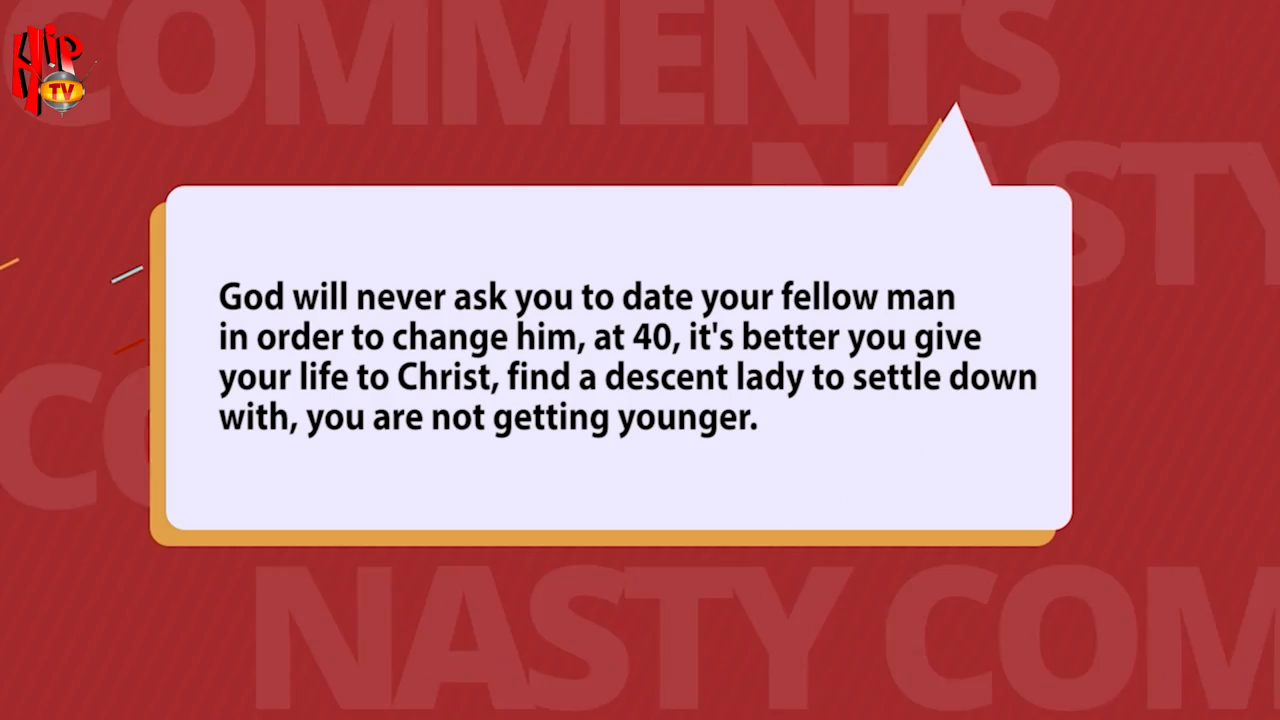 HiP
TV
COMMENTS
NASTY
God will never ask you to date your fellow man
in order to change him, at 40, it's better you give
your life to Christ, find a descent lady to settle down
with, you are not getting younger.
NASTY COM